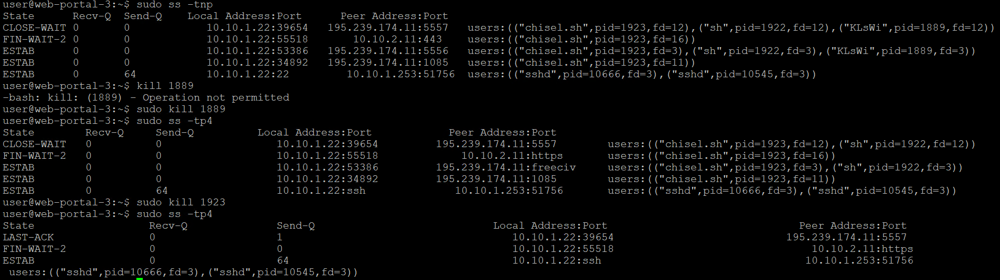 user@web-portal-3:~$ sudo ss -tnp
State Recv-Q Send-Q Local Address:Port Peer Address:Port
CLOSE-WAIT 0 0 10.10.1.22:39654 195.239.174.11:5557 users:(("chisel.sh",pid=1923,fd=12),("sh",pid=1922,fd=12),("KLsWi",pid=1889,fd=12))
FIN-WAIT-2 0 0 10.10.1.22:55518 10.10.2.11:443 users:(("chisel.sh",pid=1923,fd=16))
ESTAB 0 0 10.10.1.22:53386 195.239.174.11:5556 users:(("chisel.sh",pid=1923,fd=3),("sh",pid=1922,fd=3),("KLsWi",pid=1889,fd=3))
ESTAB 0 0 10.10.1.22:34892 195.239.174.11:1085 users:(("chisel.sh",pid=1923,fd=11))
ESTAB 0 64 10.10.1.22:22 10.10.1.253:51756 users:(("sshd",pid=10666,fd=3),("sshd",pid=10545,fd=3))
user@web-portal-3:~$ kill 1889
-bash: kill: (1889) - Operation not permitted
user@web-portal-3:~$ sudo kill 1889
user@web-portal-3:~$ sudo ss -tp4
State Recv-Q Send-Q Local Address:Port Peer Address:Port
CLOSE-WAIT 0 0 10.10.1.22:39654 195.239.174.11:5557 users:(("chisel.sh",pid=1923,fd=12),("sh",pid=1922,fd=12))
FIN-WAIT-2 0 0 10.10.1.22:55518 10.10.2.11:https users:(("chisel.sh",pid=1923,fd=16))
ESTAB 0 0 10.10.1.22:53386 195.239.174.11:freeciv users:(("chisel.sh",pid=1923,fd=3),("sh",pid=1922,fd=3))
ESTAB 0 0 10.10.1.22:34892 195.239.174.11:1085 users:(("chisel.sh",pid=1923,fd=11))
ESTAB 0 64 10.10.1.22:ssh 10.10.1.253:51756 users:(("sshd",pid=10666,fd=3),("sshd",pid=10545,fd=3))
user@web-portal-3:~$ sudo kill 1923
user@web-portal-3:~$ sudo ss -tp4
State Recv-Q Send-Q Local Address:Port Peer Address:Port
LAST-ACK 0 1 10.10.1.22:39654 195.239.174.11:5557
FIN-WAIT-2 0 0 10.10.1.22:55518 10.10.2.11:https
ESTAB 0 64 10.10.1.22:ssh 10.10.1.253:51756
users:(("sshd",pid=10666,fd=3),("sshd",pid=10545,fd=3))